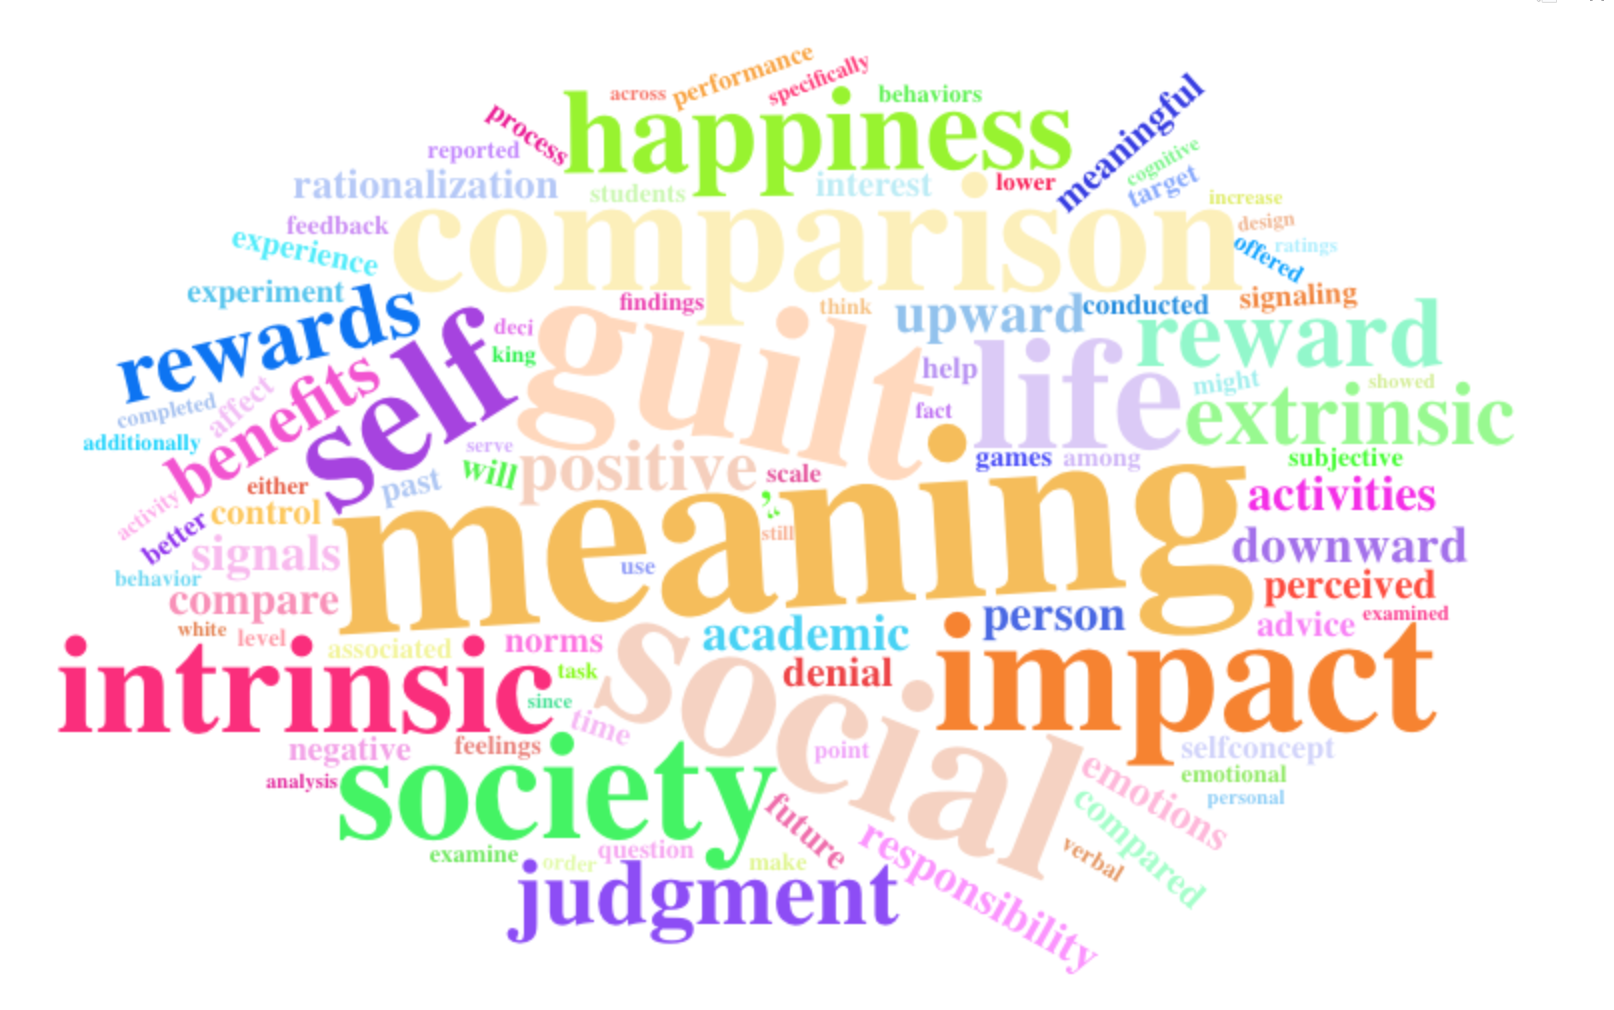 performance
specifically
across
behaviors
happiness
meaningful
process
reported
cognitive
rationalization
students
interest
lower
target
increase
feedback
comparison
design
experience
offered
ratings
experiment
rewards
findings
think
upward
conducted
signaling
deci
guilt
reward
king
self
life
help
might
showed
completed
affect
benefits
fact
extrinsic
additionally
serve
will
positive
scale
games
among
subjective
either
past
activities
activity
control
better
meaning
”
“
still
signals
downward
behavior
use
perceived
compare
person
examined
white
level
associated
norms
academic
advice
intrinsic
task
denial
impact
since
social
time
negative
feelings
point
selfconcept
analysis
society
emotions
emotional
personal
compared
future
examine
order
question
make
responsibility
verbal
judgment